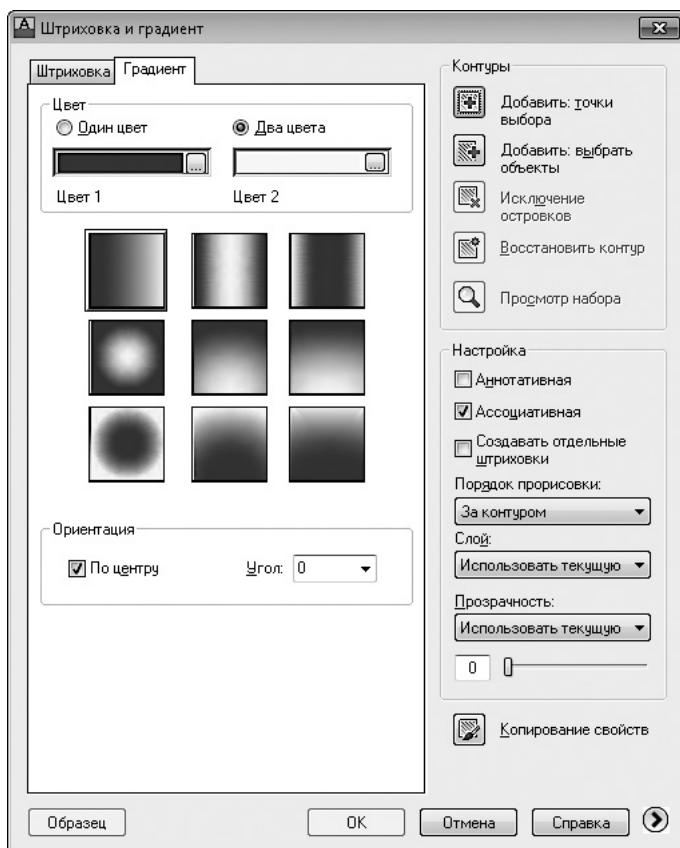 Штриховка и градиент
Штриховка
Градиент
Цвет
Один цвет
Два цвета
...
...
Цвет 1
Цвет 2
Ориентация
По центру
Угол:
0
Контуры
Добавить: точки
выбора
Добавить: выбрать
объекты
Исключение
островков
Восстановить контур
Просмотр набора
Настройка
Аннотативная
Ассоциативная
Создавать отдельные
штриховки
Порядок прорисовки:
За контуром
Слой:
Использовать текущую
Прозрачность:
Использовать текущую
0
Копирование свойств
Образец
ОК
Отмена
Справка